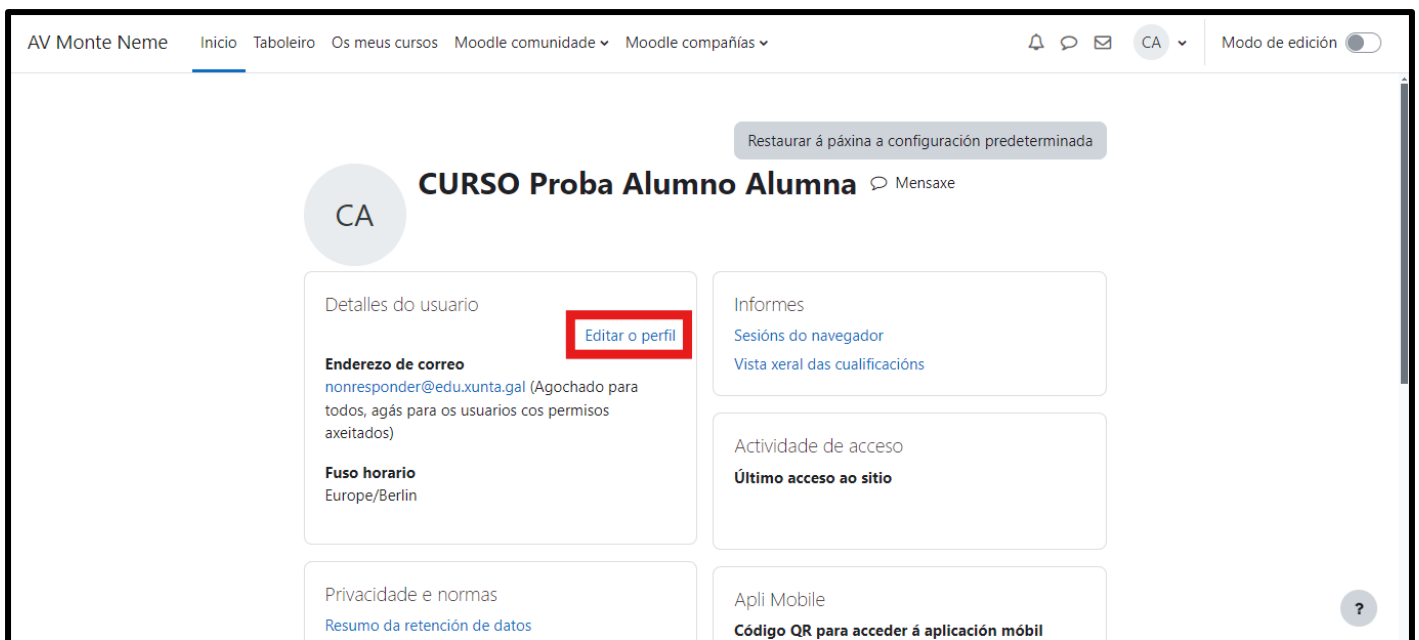 AV Monte Neme Inicio Taboleiro Os meus cursos Moodle comunidade Moodle compañías CA Modo de edición
Restaurar á páxina a configuración predeterminada
CA
CURSO Proba Alumno Alumna Mensaxe
Detalles do usuario
Editar o perfil
Enderezo de correo
nonresponder@edu.xunta.gal (Agochado para
todos, agás para os usuarios cos permisos
axeitados)
Fuso horario
Europe/Berlin
Informes
Sesións do navegador
Vista xeral das cualificacións
Actividade de acceso
Último acceso ao sitio
Privacidade e normas
Resumo da retención de datos
Apli Mobile
Código QR para acceder á aplicación móbil
?